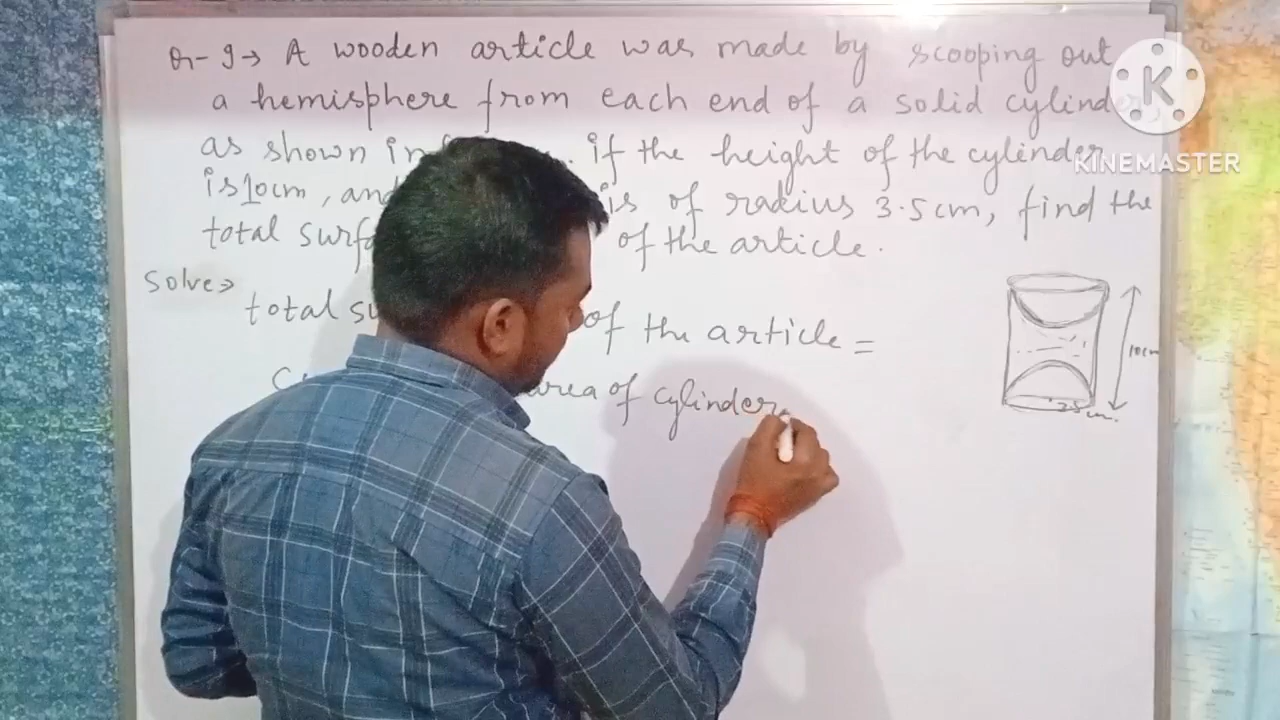 Q-9→ A wooden article was made by scooping out
a hemisphere from each end of a solid cylinder,
as shown in . if the height of the cylinder
is 10cm, and is of radius 3.5cm, find the
total surfa of the article.
Solve→
total su of the article =
area of cylinder
10cm
K
KINEMASTER